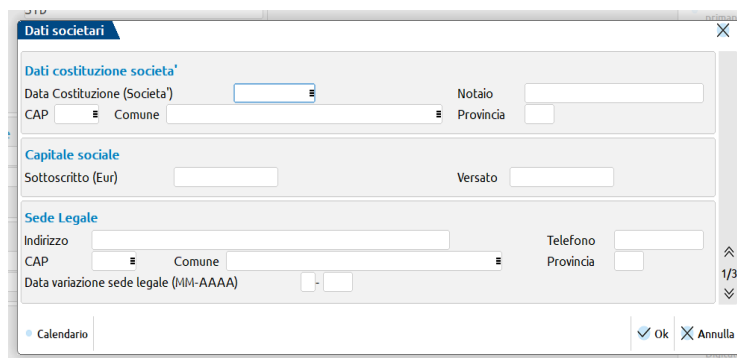 Dati societari
Dati costituzione societa'
Data Costituzione (Societa') Notaio
CAP Comune Provincia
Capitale sociale
Sottoscritto (Eur) Versato
Sede Legale
Indirizzo Telefono
CAP Comune Provincia
Data variazione sede legale (MM-AAAA) -
1/3
Calendario Ok Annulla